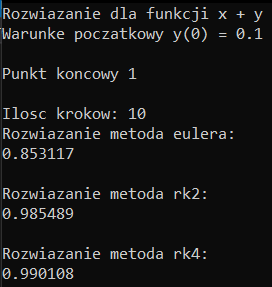 Rozwiazanie dla funkcji x + y
Warunke poczatkowy y(0) = 0.1
Punkt koncowy 1
Ilosc krokow: 10
Rozwiazanie metoda eulera:
0.853117
Rozwiazanie metoda rk2:
0.985489
Rozwiazanie metoda rk4:
0.990108